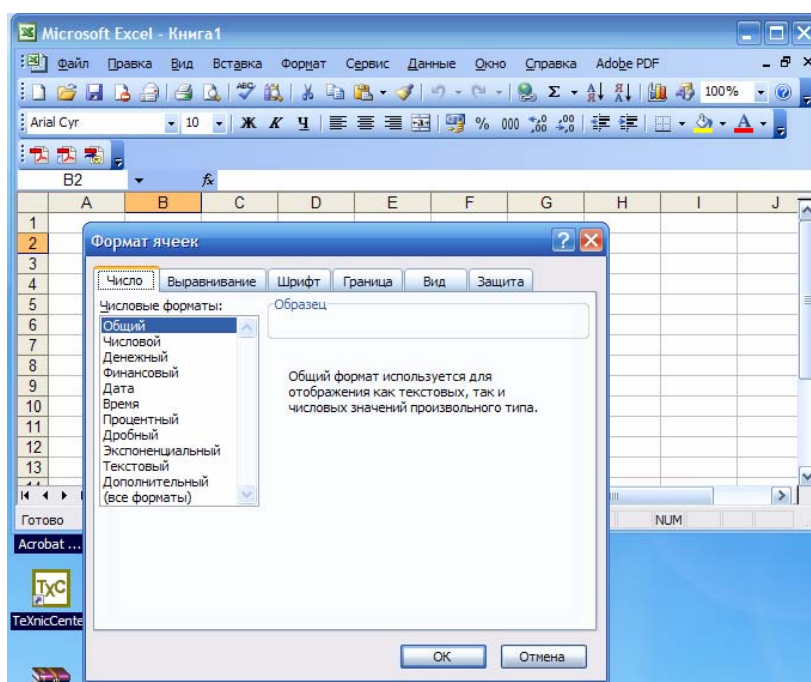 Microsoft Excel - Книга1
Файл Правка Вид Вставка Формат Сервис Данные Окно Справка Adobe PDF
100%
Arial Cyr 10 Ж К Ч % 000
B2 fx
A B C D E F G H I J
1
2
3
4
5
6
7
8
9
10
11
12
13
Формат ячеек
Число Выравнивание Шрифт Граница Вид Защита
Числовые форматы:
Образец
Общий
Числовой
Денежный
Финансовый
Дата
Время
Процентный
Дробный
Экспоненциальный
Текстовый
Дополнительный
(все форматы)
Общий формат используется для
отображения как текстовых, так и
числовых значений произвольного типа.
Готово NUM
Acrobat ...
TeXnicCente
OK Отмена